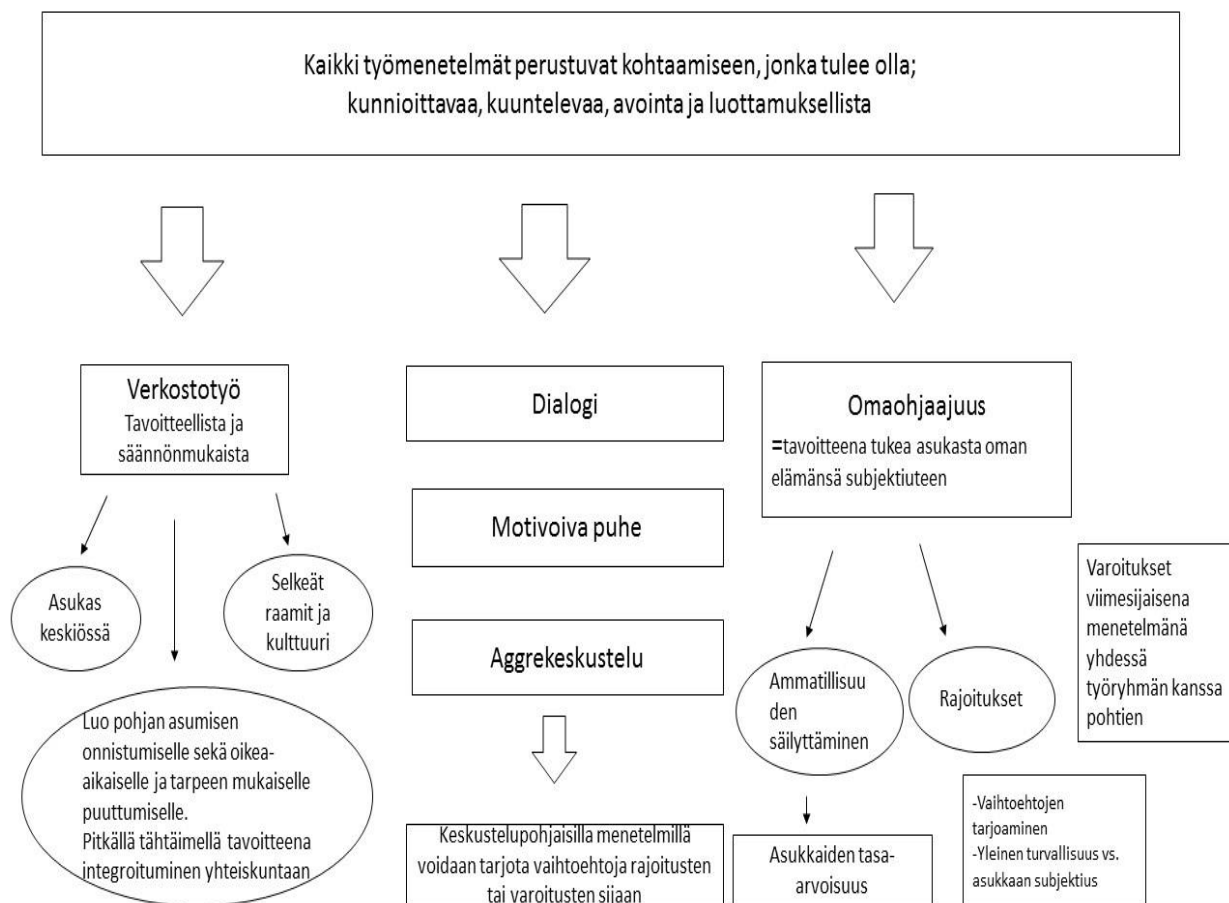 Kaikki työmenetelmät perustuvat kohtaamiseen, jonka tulee olla;
kunnioittavaa, kuuntelevaa, avointa ja luottamuksellista
Verkostotyö
Tavoitteellista ja
säännönmukaista
Asukas
keskiössä
Selkeät
raamit ja
kulttuuri
Luo pohjan asumisen
onnistumiselle sekä oikea-
aikaiselle ja tarpeen mukaiselle
puuttumiselle.
Pitkällä tähtäimellä tavoitteena
integroituminen yhteiskuntaan
Dialogi
Motivoiva puhe
Aggrekeskustelu
Keskustelupohjaisilla menetelmillä
voidaan tarjota vaihtoehtoja rajoitusten
tai varoitusten sijaan
Omaohjaajuus
=tavoitteena tukea asukasta oman
elämänsä subjektiuteen
Ammatillisuu
den
säilyttäminen
Rajoitukset
Asukkaiden tasa-
arvoisuus
Varoitukset
viimesijaisena
menetelmänä
yhdessä
työryhmän kanssa
pohtien
-Vaihtoehtojen
tarjoaminen
-Yleinen turvallisuus vs.
asukkaan subjektius